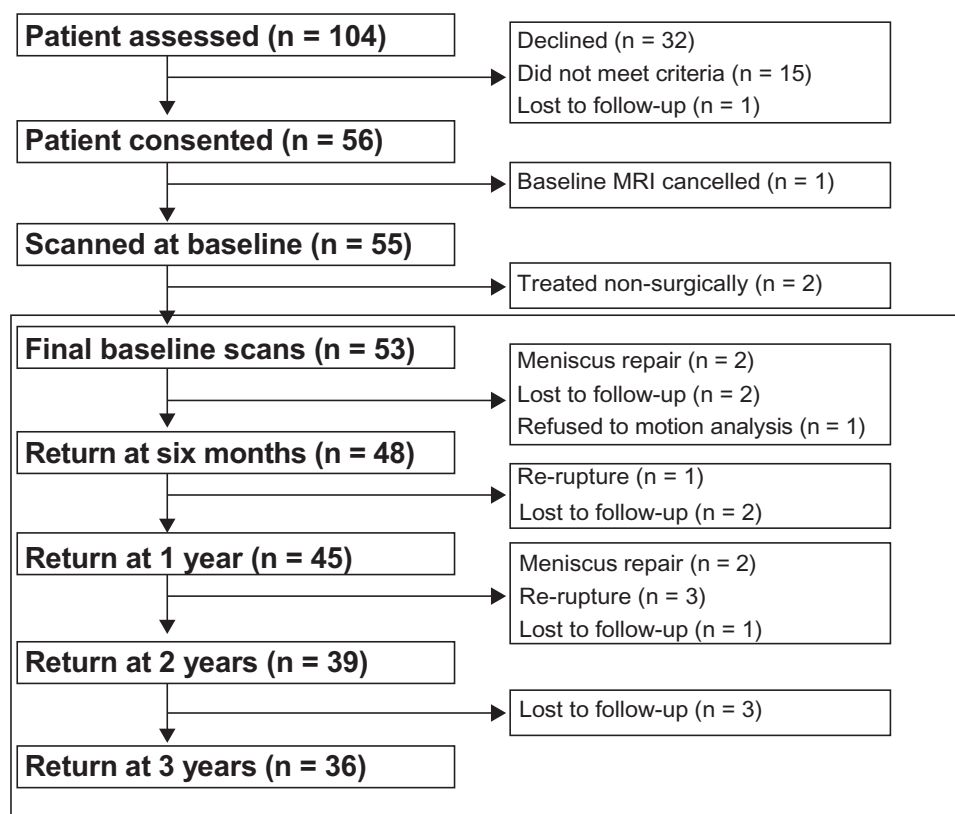 Patient assessed (n = 104)
Declined (n = 32)
Did not meet criteria (n = 15)
Lost to follow-up (n = 1)
Patient consented (n = 56)
Baseline MRI cancelled (n = 1)
Scanned at baseline (n = 55)
Treated non-surgically (n = 2)
Final baseline scans (n = 53)
Meniscus repair (n = 2)
Lost to follow-up (n = 2)
Refused to motion analysis (n = 1)
Return at six months (n = 48)
Re-rupture (n = 1)
Lost to follow-up (n = 2)
Return at 1 year (n = 45)
Meniscus repair (n = 2)
Re-rupture (n = 3)
Lost to follow-up (n = 1)
Return at 2 years (n = 39)
Lost to follow-up (n = 3)
Return at 3 years (n = 36)